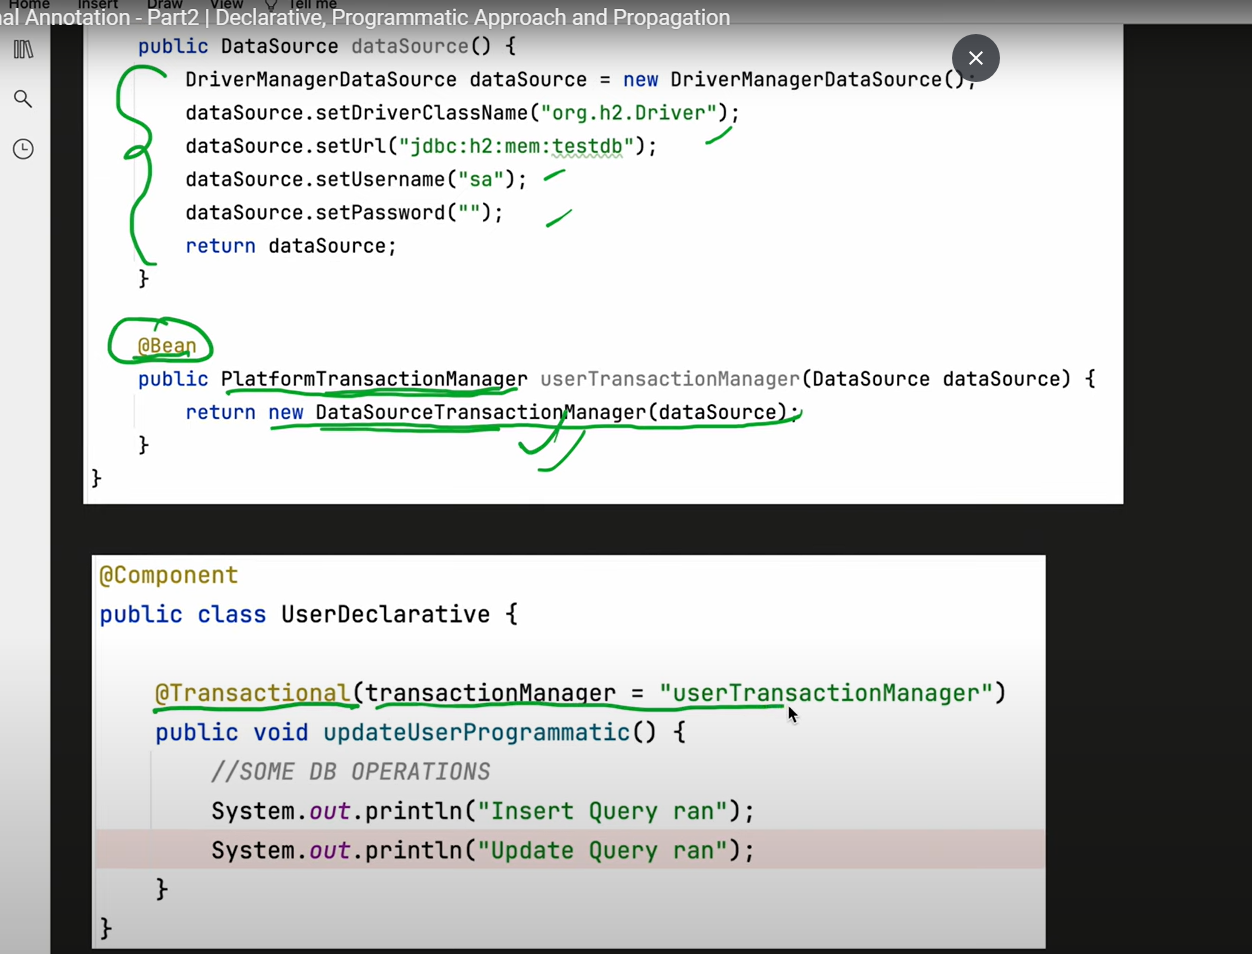 Home Insert Draw View Tell me
al Annotation - Part2 | Declarative, Programmatic Approach and Propagation
public DataSource dataSource() {
DriverManagerDataSource dataSource = new DriverManagerDataSource();
dataSource.setDriverClassName("org.h2.Driver");
dataSource.setUrl("jdbc:h2:mem:testdb");
dataSource.setUsername("sa");
dataSource.setPassword("");
return dataSource;
}
@Bean
public PlatformTransactionManager userTransactionManager(DataSource dataSource) {
return new DataSourceTransactionManager(dataSource);
}
}
@Component
public class UserDeclarative {
@Transactional(transactionManager = "userTransactionManager")
public void updateUserProgrammatic() {
//SOME DB OPERATIONS
System.out.println("Insert Query ran");
System.out.println("Update Query ran");
}
}